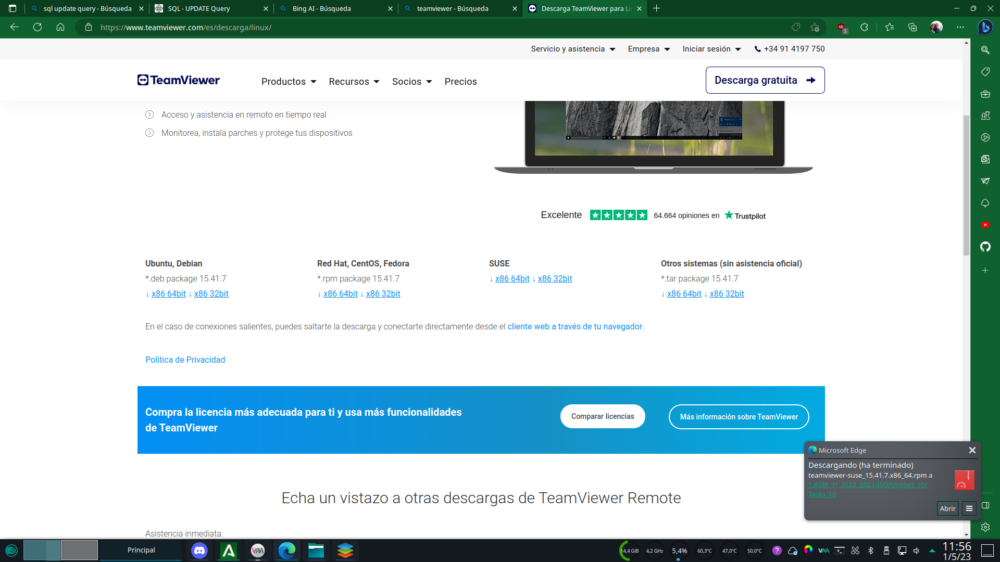 sql update query - Búsqueda
SQL - UPDATE Query
Bing AI - Búsqueda
teamviewer - Búsqueda
Descarga TeamViewer para Li
https://www.teamviewer.com/es/descarga/linux/
5
Servicio y asistencia
Empresa
Iniciar sesión
+34 91 4197 750
TeamViewer
Productos
Recursos
Socios
Precios
Descarga gratuita
Acceso y asistencia en remoto en tiempo real
Monitorea, instala parches y protege tus dispositivos
Excelente
64.664 opiniones en
Trustpilot
Ubuntu, Debian
*.deb package 15.41.7
↓ x86 64bit ↓ x86 32bit
Red Hat, CentOS, Fedora
*.rpm package 15.41.7
↓ x86 64bit ↓ x86 32bit
SUSE
↓ x86 64bit ↓ x86 32bit
Otros sistemas (sin asistencia oficial)
*.tar package 15.41.7
↓ x86 64bit ↓ x86 32bit
En el caso de conexiones salientes, puedes saltarte la descarga y conectarte directamente desde el cliente web a través de tu navegador.
Política de Privacidad
Compra la licencia más adecuada para ti y usa más funcionalidades
de TeamViewer
Comparar licencias
Más información sobre TeamViewer
Microsoft Edge
Descargando (ha terminado)
teamviewer-suse_15.41.7.x86_64.rpm a
1.ASIR_1º_2022_2023/ISO/Unidad_10/
Tarea_10
Abrir
Echa un vistazo a otras descargas de TeamViewer Remote
Asistencia inmediata:
Principal
14,4 GiB
4,2 GHz
5,4%
60,3°C
47,0°C
50,0°C
11:56
1/5/23